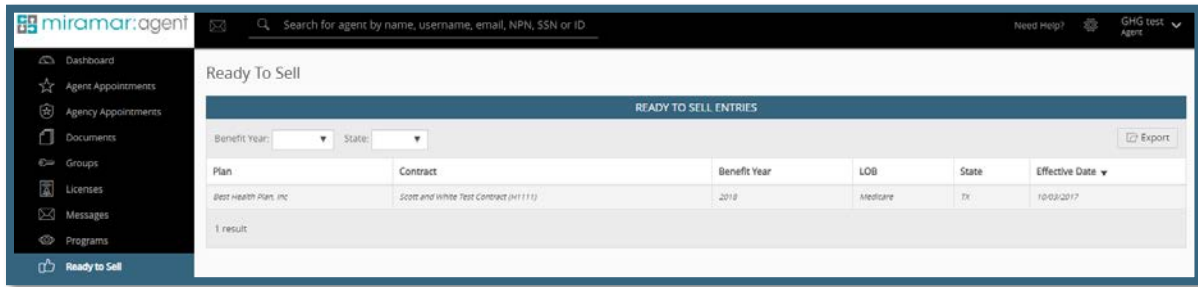 miramar:agent
Search for agent by name, username, email, NPN, SSN or ID
Need Help?
GHG test
Agent
Dashboard
Agent Appointments
Agency Appointments
Documents
Groups
Licenses
Messages
Programs
Ready to Sell
Ready To Sell
READY TO SELL ENTRIES
Benefit Year: State: Export
Plan Contract Benefit Year LOB State Effective Date
Best Health Plan, Inc Scott and White Test Contract (H1111) 2018 Medicare TX 10/03/2017
1 result